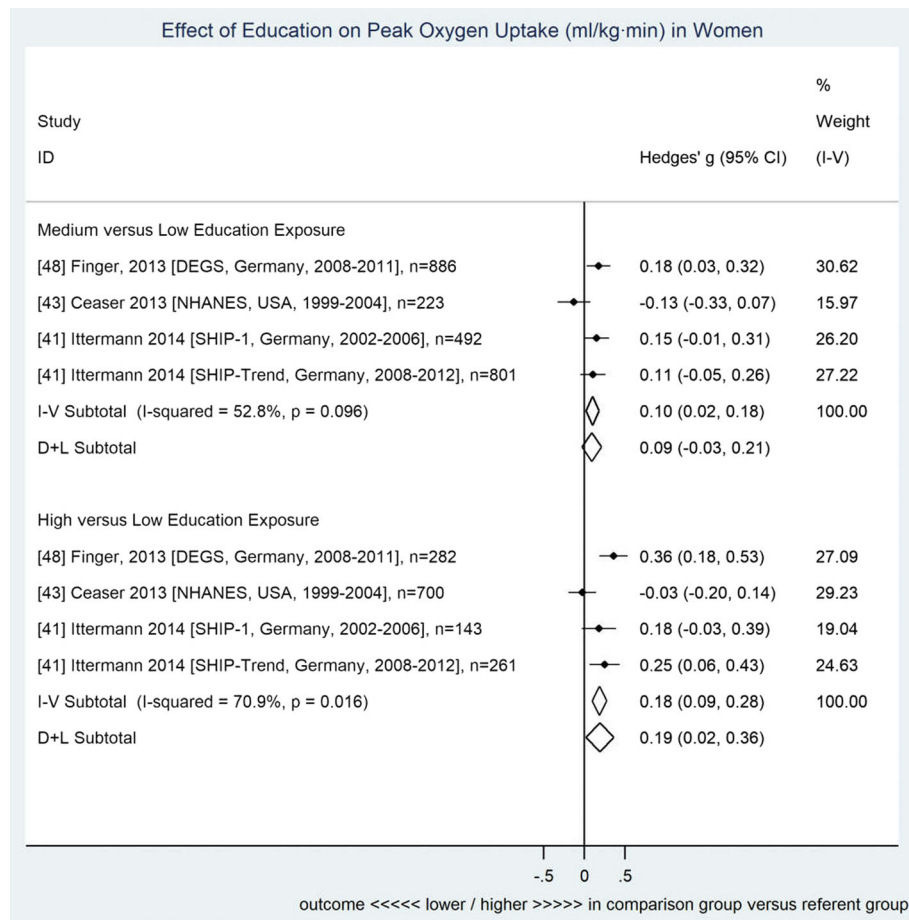 Effect of Education on Peak Oxygen Uptake (ml/kg·min) in Women
%
Study Weight
ID Hedges' g (95% CI) (I-V)
Medium versus Low Education Exposure
[48] Finger, 2013 [DEGS, Germany, 2008-2011], n=886 0.18 (0.03, 0.32) 30.62
[43] Ceaser 2013 [NHANES, USA, 1999-2004], n=223 -0.13 (-0.33, 0.07) 15.97
[41] Ittermann 2014 [SHIP-1, Germany, 2002-2006], n=492 0.15 (-0.01, 0.31) 26.20
[41] Ittermann 2014 [SHIP-Trend, Germany, 2008-2012], n=801 0.11 (-0.05, 0.26) 27.22
I-V Subtotal (I-squared = 52.8%, p = 0.096) 0.10 (0.02, 0.18) 100.00
D+L Subtotal 0.09 (-0.03, 0.21)
High versus Low Education Exposure
[48] Finger, 2013 [DEGS, Germany, 2008-2011], n=282 0.36 (0.18, 0.53) 27.09
[43] Ceaser 2013 [NHANES, USA, 1999-2004], n=700 -0.03 (-0.20, 0.14) 29.23
[41] Ittermann 2014 [SHIP-1, Germany, 2002-2006], n=143 0.18 (-0.03, 0.39) 19.04
[41] Ittermann 2014 [SHIP-Trend, Germany, 2008-2012], n=261 0.25 (0.06, 0.43) 24.63
I-V Subtotal (I-squared = 70.9%, p = 0.016) 0.18 (0.09, 0.28) 100.00
D+L Subtotal 0.19 (0.02, 0.36)
-.5 0 .5
outcome <<<<< lower / higher >>>>> in comparison group versus referent group